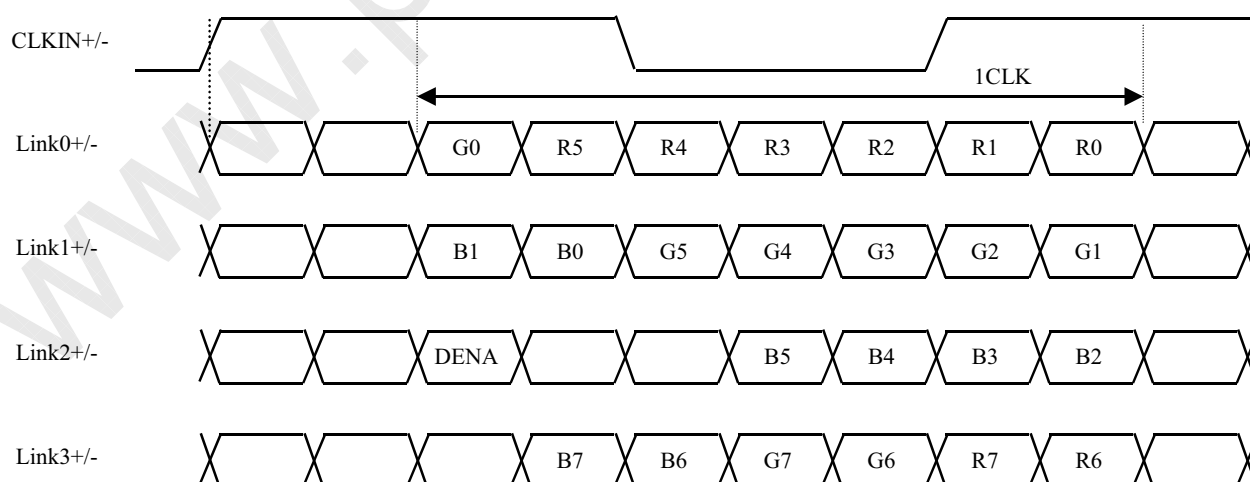 CLKIN+/-
1CLK
Link0+/- G0 R5 R4 R3 R2 R1 R0
Link1+/- B1 B0 G5 G4 G3 G2 G1
Link2+/- DENA B5 B4 B3 B2
Link3+/- B7 B6 G7 G6 R7 R6
www.p